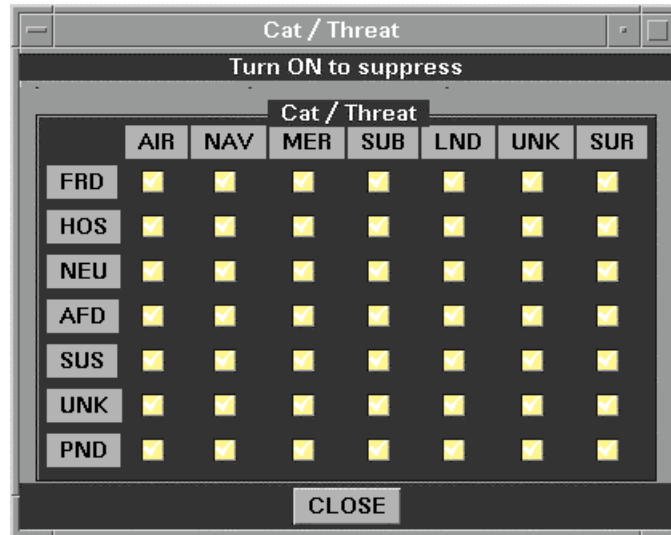 Cat / Threat
Turn ON to suppress
Cat / Threat
AIR NAV MER SUB LND UNK SUR
FRD
HOS
NEU
AFD
SUS
UNK
PND
CLOSE